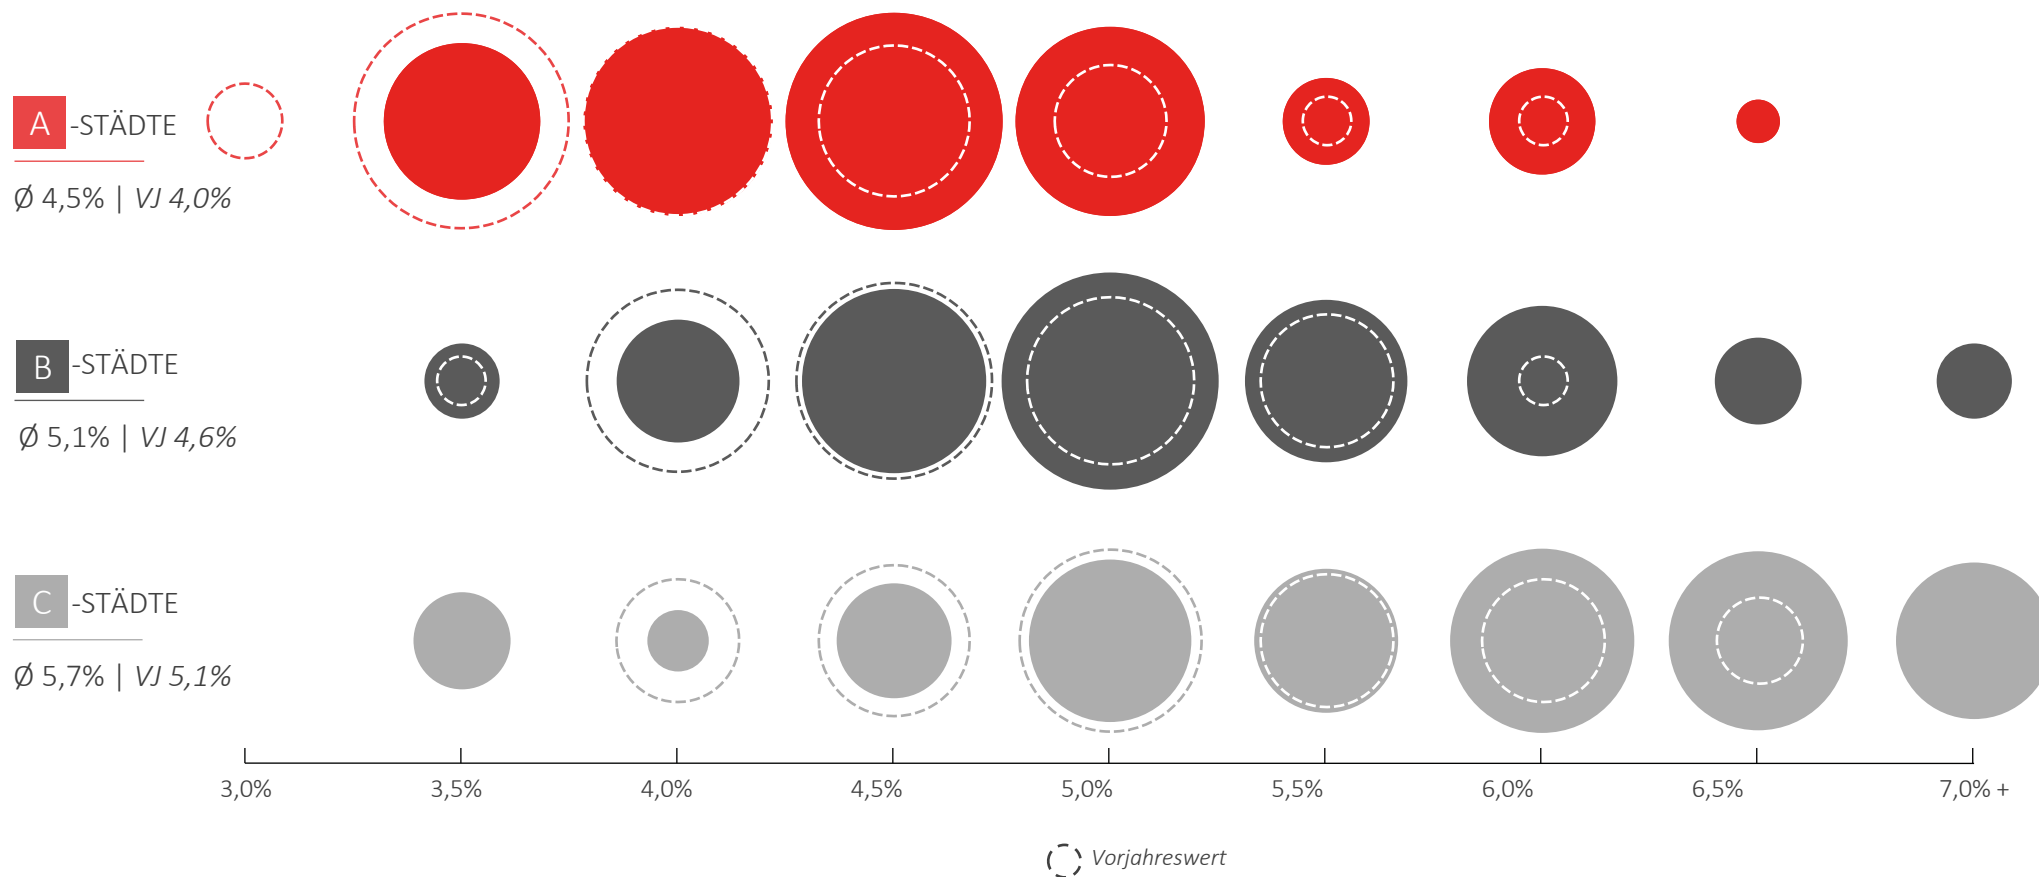 A -STÄDTE
Ø 4,5% | VJ 4,0%
B -STÄDTE
Ø 5,1% | VJ 4,6%
C -STÄDTE
Ø 5,7% | VJ 5,1%
3,0% 3,5% 4,0% 4,5% 5,0% 5,5% 6,0% 6,5% 7,0% +
Vorjahreswert